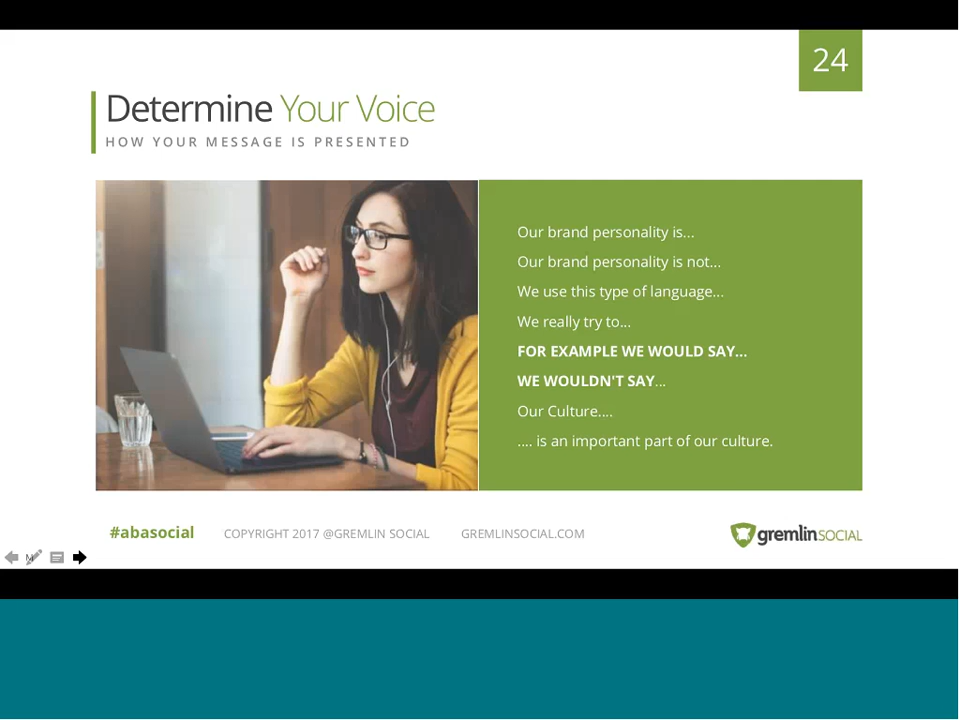 24
Determine Your Voice
HOW YOUR MESSAGE IS PRESENTED
Our brand personality is...
Our brand personality is not...
We use this type of language...
We really try to...
FOR EXAMPLE WE WOULD SAY...
WE WOULDN'T SAY...
Our Culture....
.... is an important part of our culture.
#abasocial COPYRIGHT 2017 @GREMLIN SOCIAL GREMLINSOCIAL.COM
gremlinSOCIAL